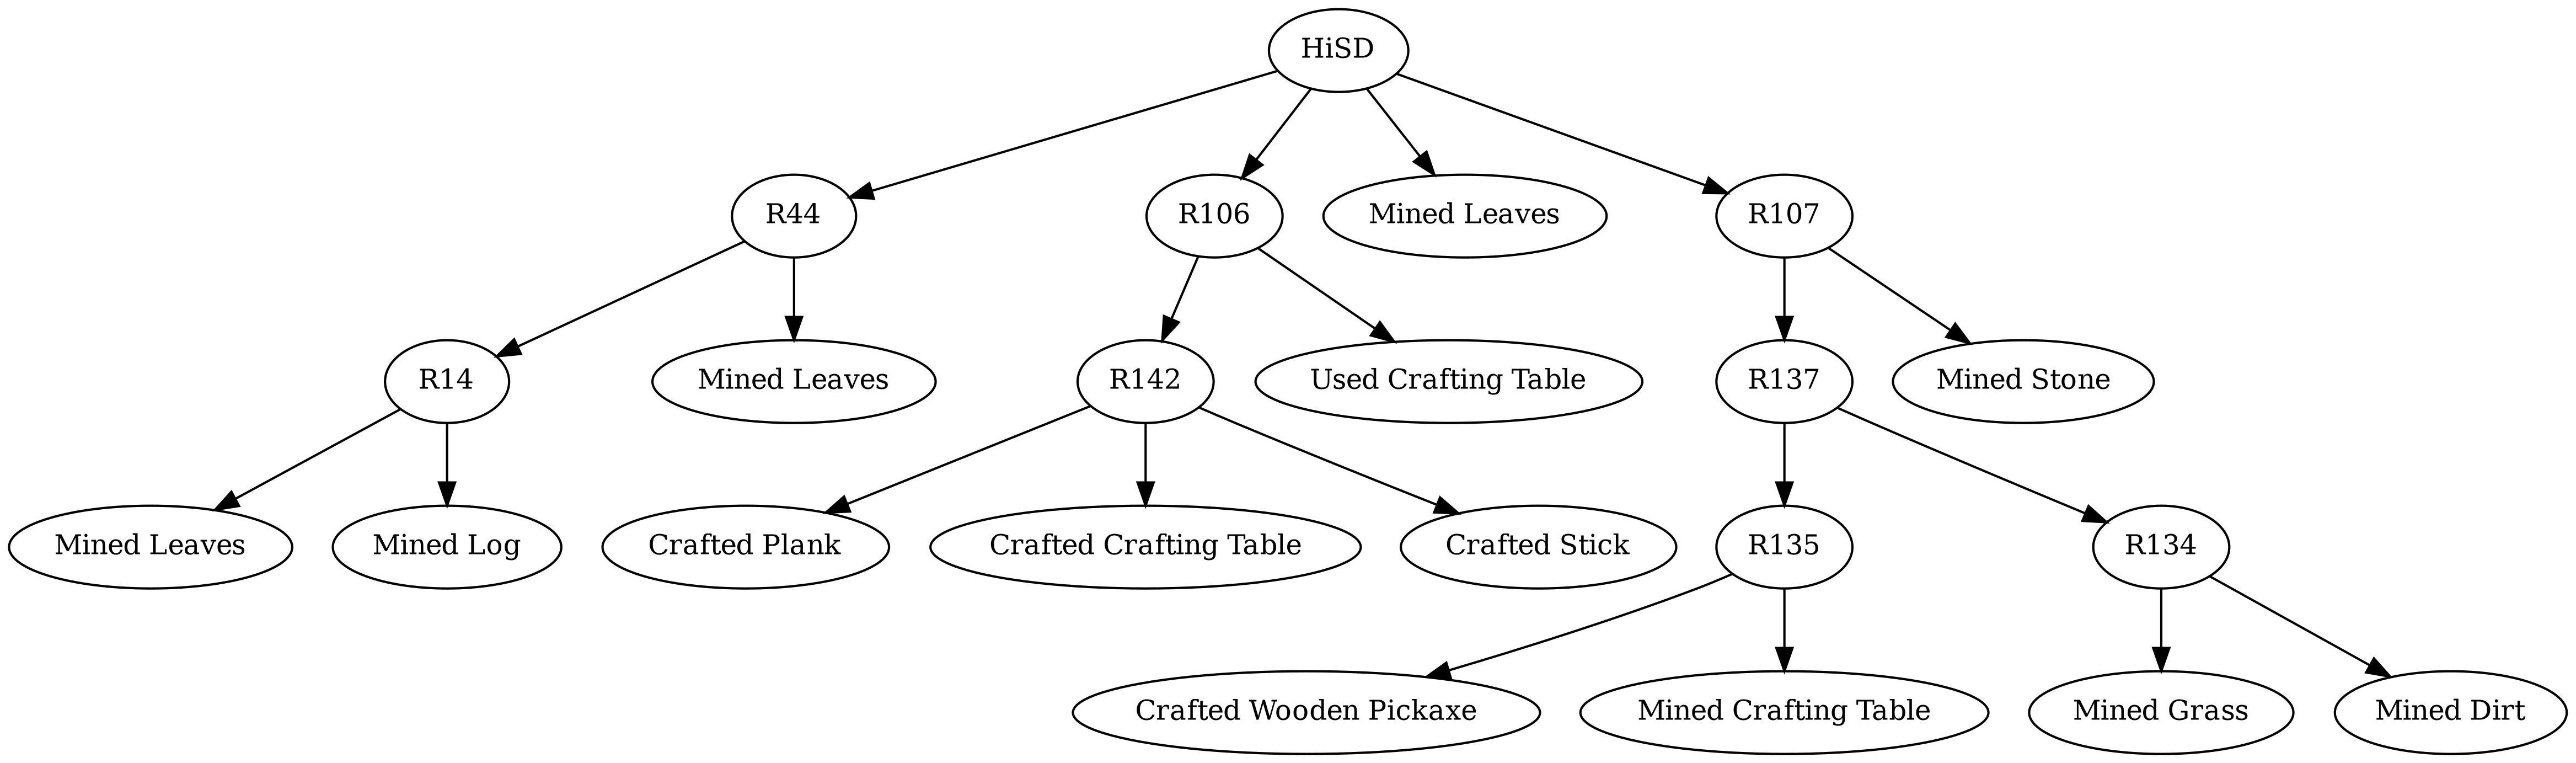 HiSD
R44
R106
Mined Leaves
R107
R14
Mined Leaves
R142
Used Crafting Table
R137
Mined Stone
Mined Leaves
Mined Log
Crafted Plank
Crafted Crafting Table
Crafted Stick
R135
R134
Crafted Wooden Pickaxe
Mined Crafting Table
Mined Grass
Mined Dirt